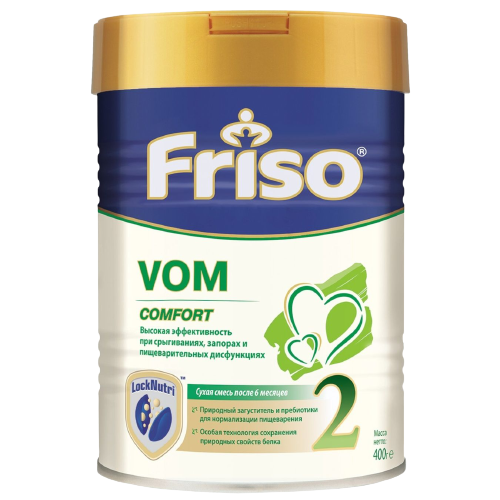 Friso®
VOM
COMFORT
Высокая эффективность
при срыгиваниях, запорах и
пищеварительных дисфункциях
LockNutri™
Сухая смесь после 6 месяцев
Природный загуститель и пребиотики
для нормализации пищеварения
Особая технология сохранения
природных свойств белка
2
Масса
нетто:
400г℮